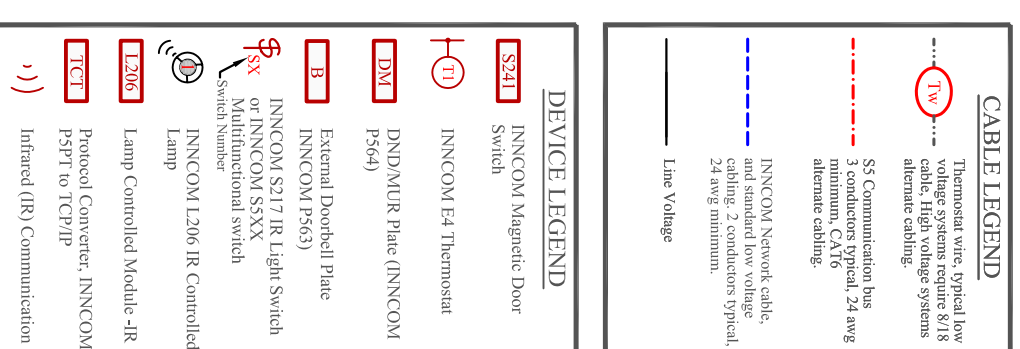 CABLE LEGEND
Tw
Thermostat wire, typical low
voltage systems require 8/18
cable, High voltage systems
alternate cabling.
S5 Communication bus
3 conductors typical, 24 awg
minimum, CAT6
alternate cabling.
INNCOM Network cable,
and standard low voltage
cabling. 2 conductors typical,
24 awg minimum.
Line Voltage
DEVICE LEGEND
S241
INNCOM Magnetic Door
Switch
T1
INNCOM E4 Thermostat
DM
DND/MUR Plate (INNCOM
P564)
B
External Doorbell Plate
INNCOM P563)
SX
Switch Number
INNCOM S217 IR Light Switch
or INNCOM S5XX
Multifunctional switch
1
INNCOM L206 IR Controlled
Lamp
L206
Lamp Controlled Module -IR
TCT
Protocol Converter, INNCOM
P5PT to TCP/IP
Infrared (IR) Communication